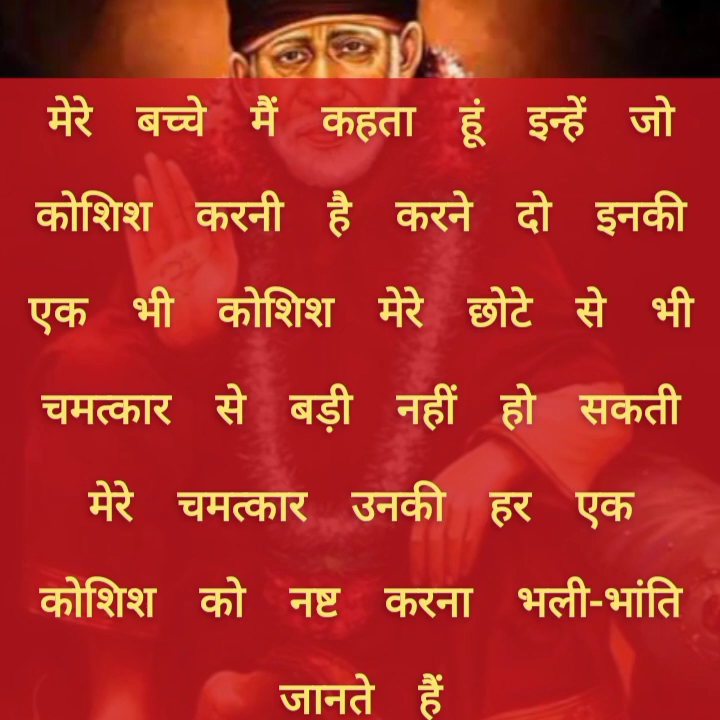 मेरे बच्चे मैं कहता हूं इन्हें जो
कोशिश करनी है करने दो इनकी
एक भी कोशिश मेरे छोटे से भी
चमत्कार से बड़ी नहीं हो सकती
मेरे चमत्कार उनकी हर एक
कोशिश को नष्ट करना भली-भांति
जानते हैं